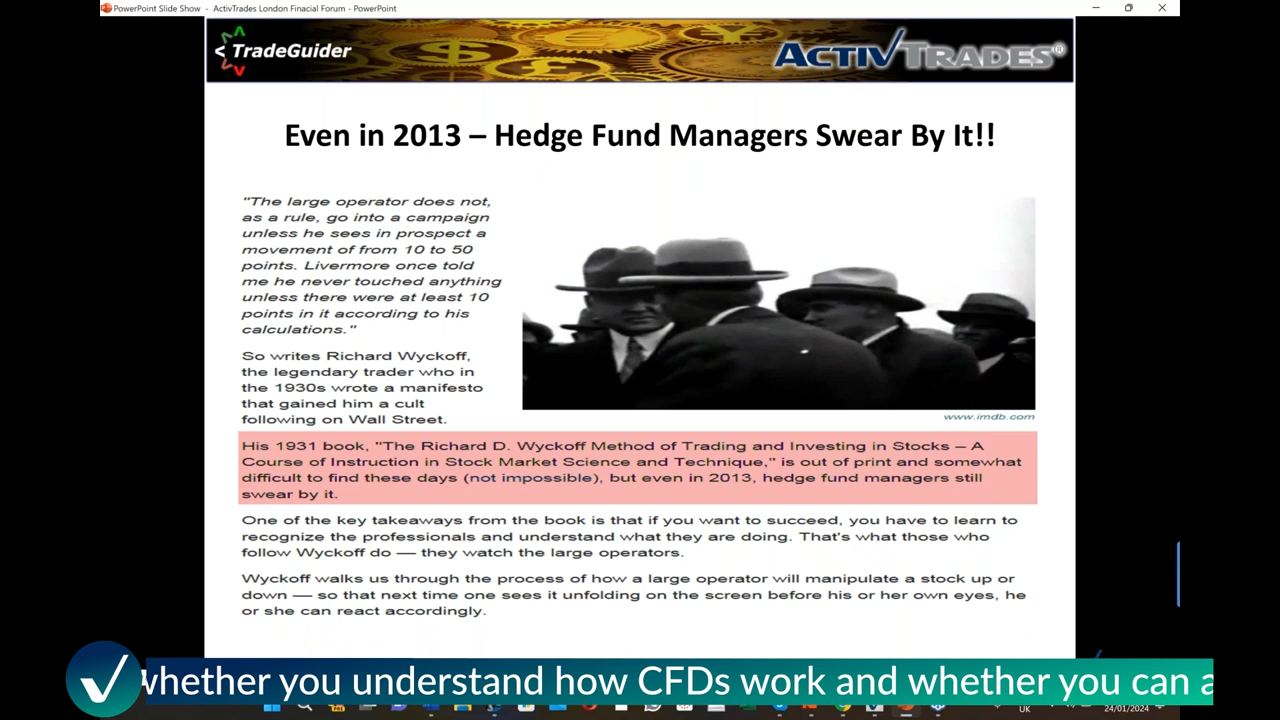 PowerPoint Slide Show - ActivTrades London Finacial Forum - PowerPoint
TradeGuider
ACTIVTRADES®
Even in 2013 – Hedge Fund Managers Swear By It!!
"The large operator does not,
as a rule, go into a campaign
unless he sees in prospect a
movement of from 10 to 50
points. Livermore once told
me he never touched anything
unless there were at least 10
points in it according to his
calculations."
So writes Richard Wyckoff,
the legendary trader who in
the 1930s wrote a manifesto
that gained him a cult
following on Wall Street.
www.imdb.com
His 1931 book, "The Richard D. Wyckoff Method of Trading and Investing in Stocks – A
Course of Instruction in Stock Market Science and Technique," is out of print and somewhat
difficult to find these days (not impossible), but even in 2013, hedge fund managers still
swear by it.
One of the key takeaways from the book is that if you want to succeed, you have to learn to
recognize the professionals and understand what they are doing. That's what those who
follow Wyckoff do — they watch the large operators.
Wyckoff walks us through the process of how a large operator will manipulate a stock up or
down — so that next time one sees it unfolding on the screen before his or her own eyes, he
or she can react accordingly.
whether you understand how CFDs work and whether you can a
UK
24/01/2024